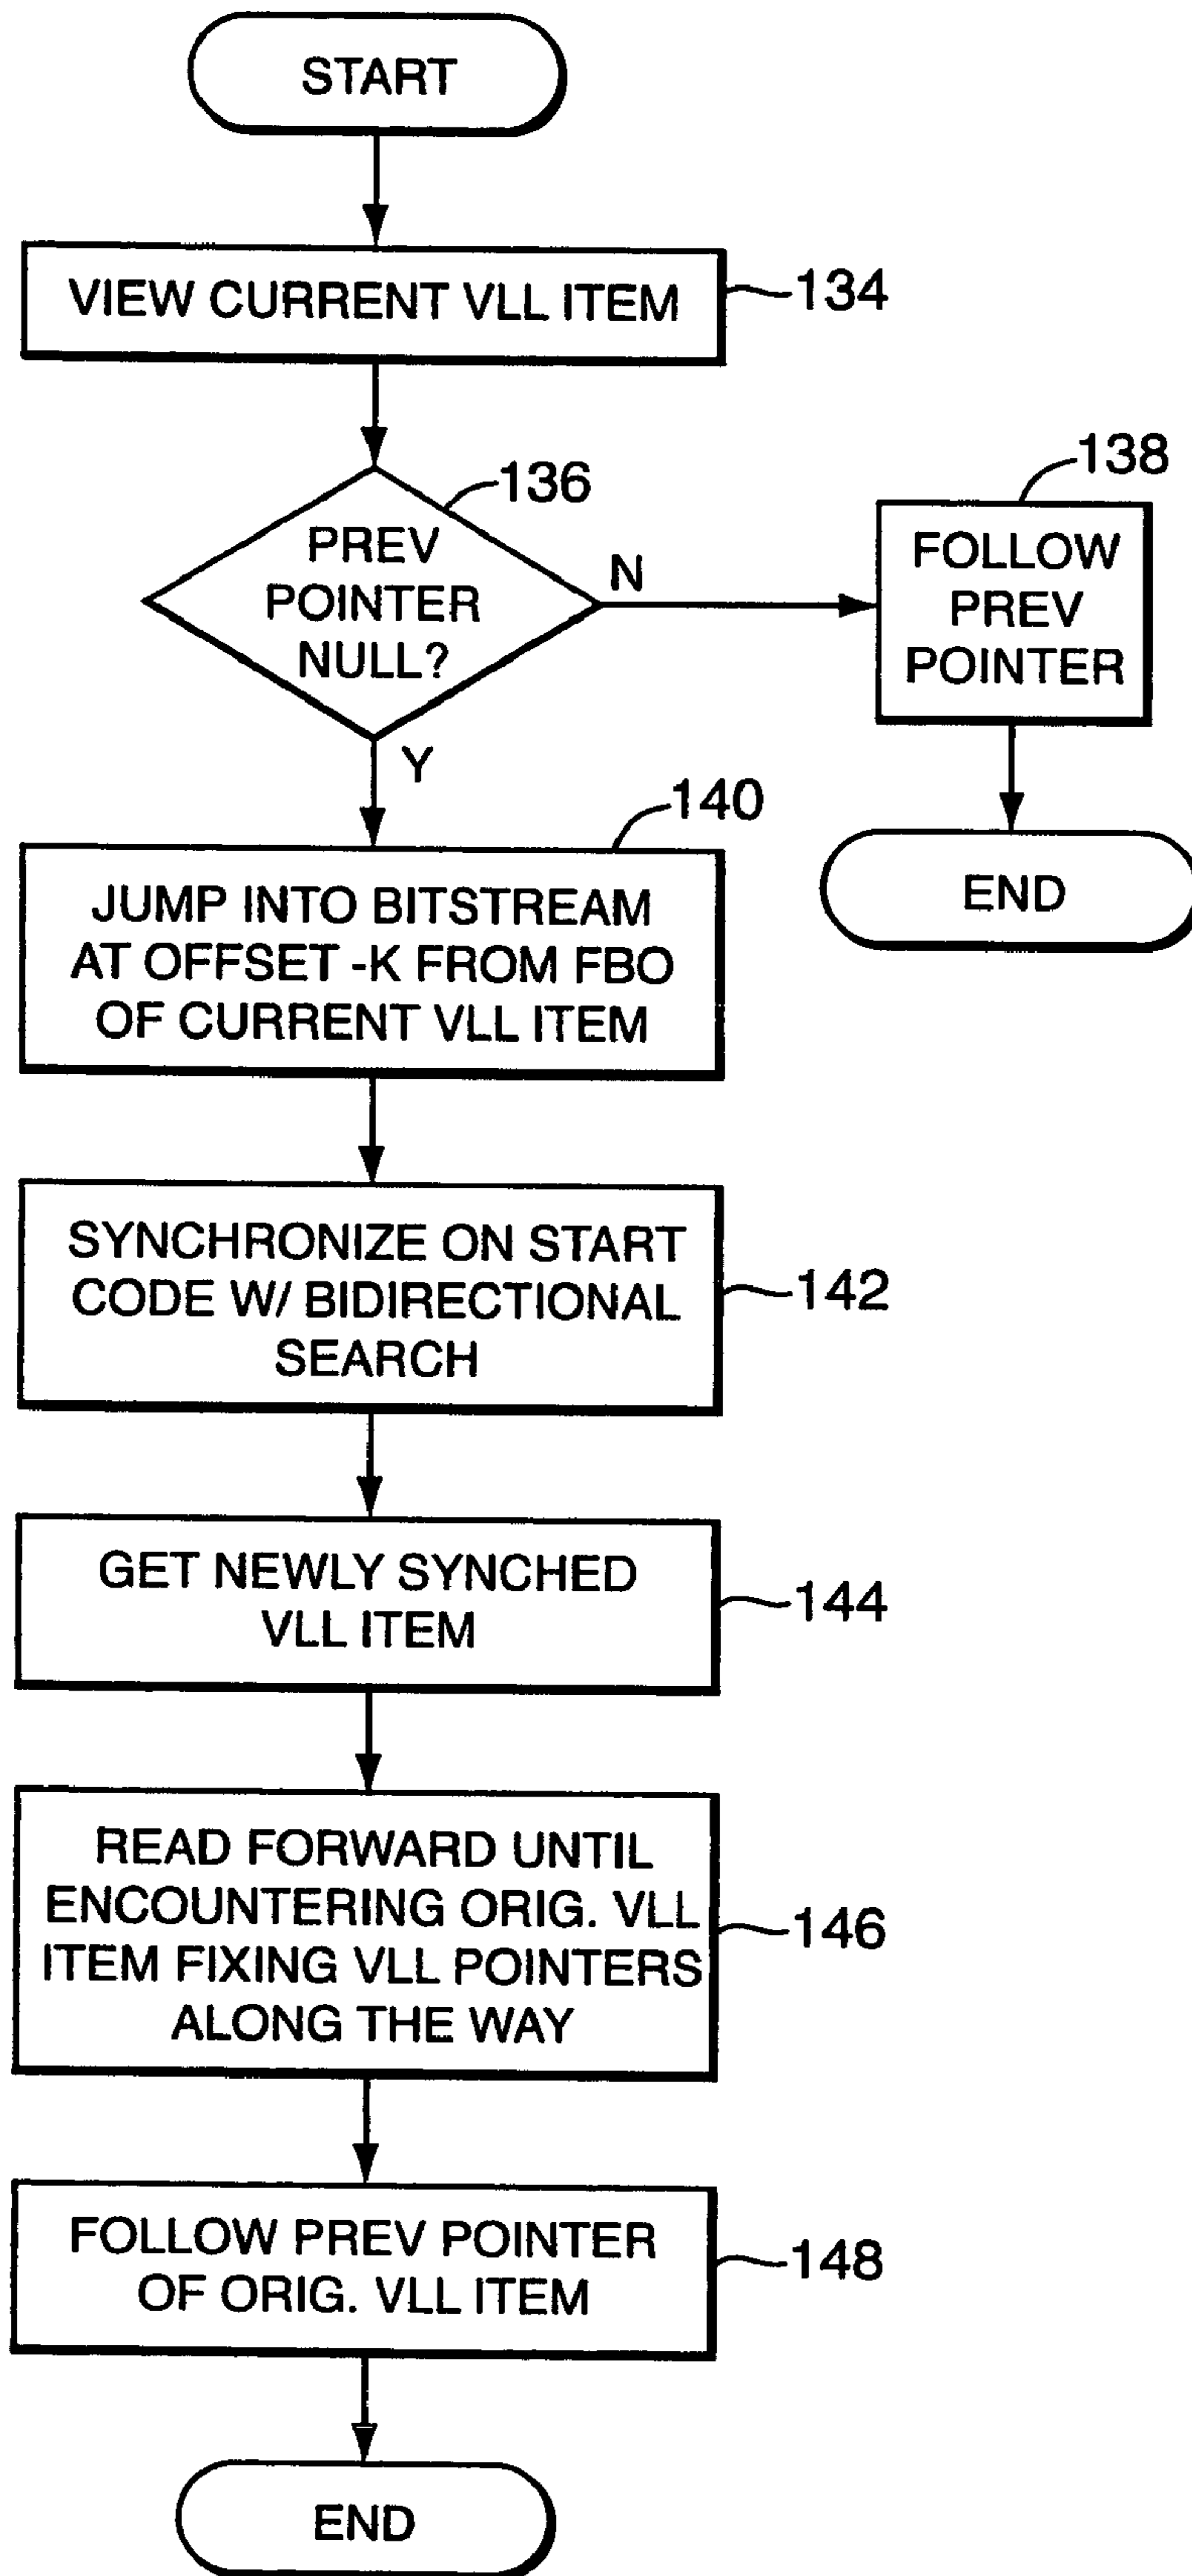 START
VIEW CURRENT VLL ITEM
134
136
PREV
POINTER
NULL?
N
138
FOLLOW
PREV
POINTER
END
Y
140
JUMP INTO BITSTREAM
AT OFFSET -K FROM FBO
OF CURRENT VLL ITEM
SYNCHRONIZE ON START
CODE W/ BIDIRECTIONAL
SEARCH
142
GET NEWLY SYNCHED
VLL ITEM
144
READ FORWARD UNTIL
ENCOUNTERING ORIG. VLL
ITEM FIXING VLL POINTERS
ALONG THE WAY
146
FOLLOW PREV POINTER
OF ORIG. VLL ITEM
148
END